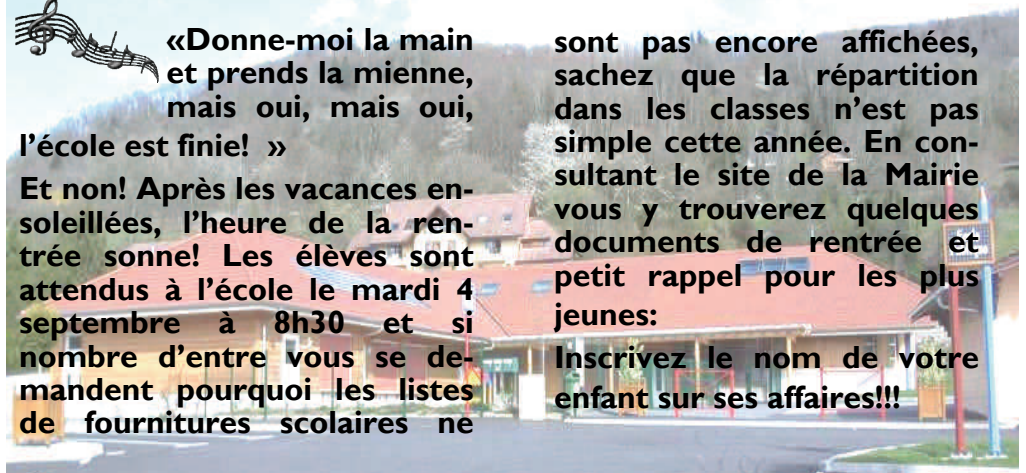 «Donne-moi la main
et prends la mienne,
mais oui, mais oui,
l’école est finie! »
Et non! Après les vacances en-
soleillées, l’heure de la ren-
trée sonne! Les élèves sont
attendus à l’école le mardi 4
septembre à 8h30 et si
nombre d’entre vous se de-
mandent pourquoi les listes
de fournitures scolaires ne
sont pas encore affichées,
sachez que la répartition
dans les classes n’est pas
simple cette année. En con-
sultant le site de la Mairie
vous y trouverez quelques
documents de rentrée et
petit rappel pour les plus
jeunes:
Inscrivez le nom de votre
enfant sur ses affaires!!!